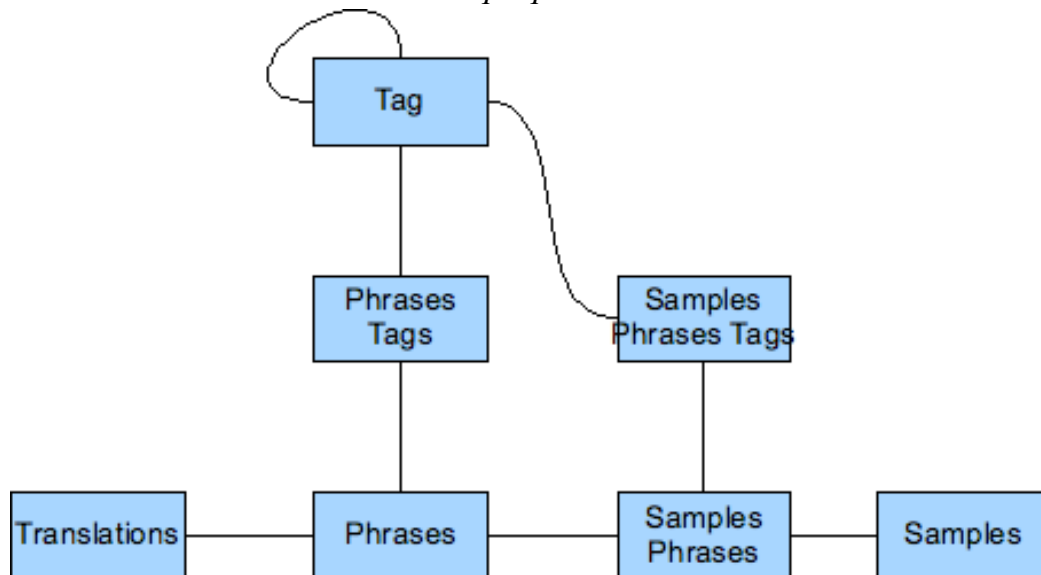 Tag
Phrases
Tags
Samples
Phrases Tags
Translations
Phrases
Samples
Phrases
Samples